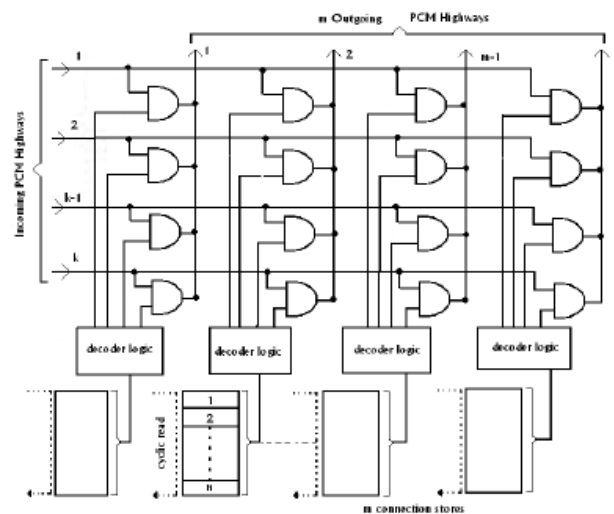 m Outgoing PCM Highways
1
2
m-1
1
2
k-1
k
Incoming PCM Highways
decoder logic
decoder logic
decoder logic
decoder logic
cyclic read
1
2
n
m connection stores